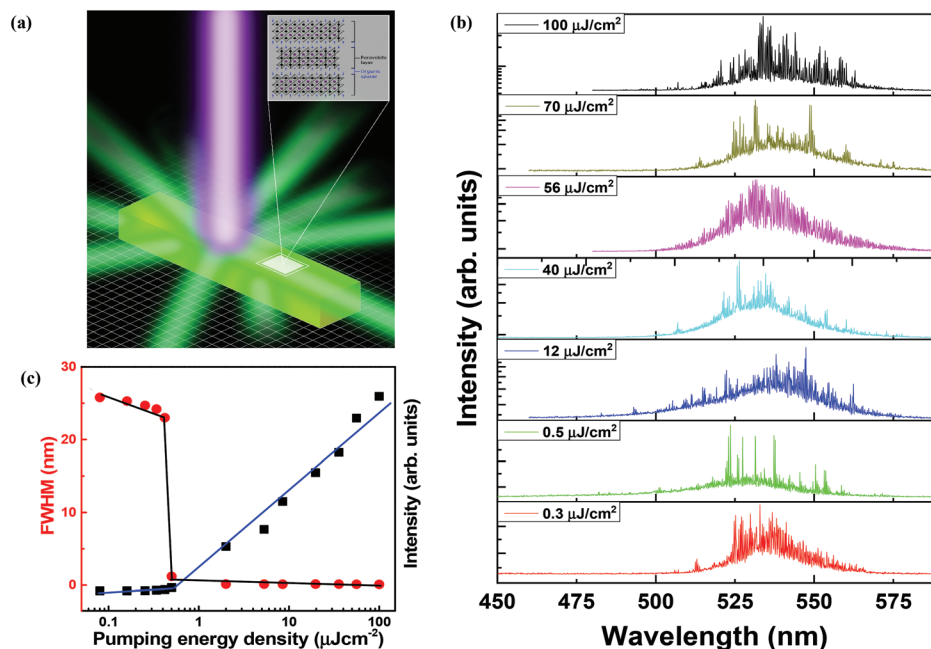 (a)
Perovskite
layer
Organic
spacer
(b)
100 μJ/cm²
70 μJ/cm²
56 μJ/cm²
40 μJ/cm²
12 μJ/cm²
0.5 μJ/cm²
0.3 μJ/cm²
Intensity (arb. units)
450 475 500 525 550 575
Wavelength (nm)
(c)
30
20
10
0
FWHM (nm)
Intensity (arb. units)
0.1 1 10 100
Pumping energy density (μJcm⁻²)